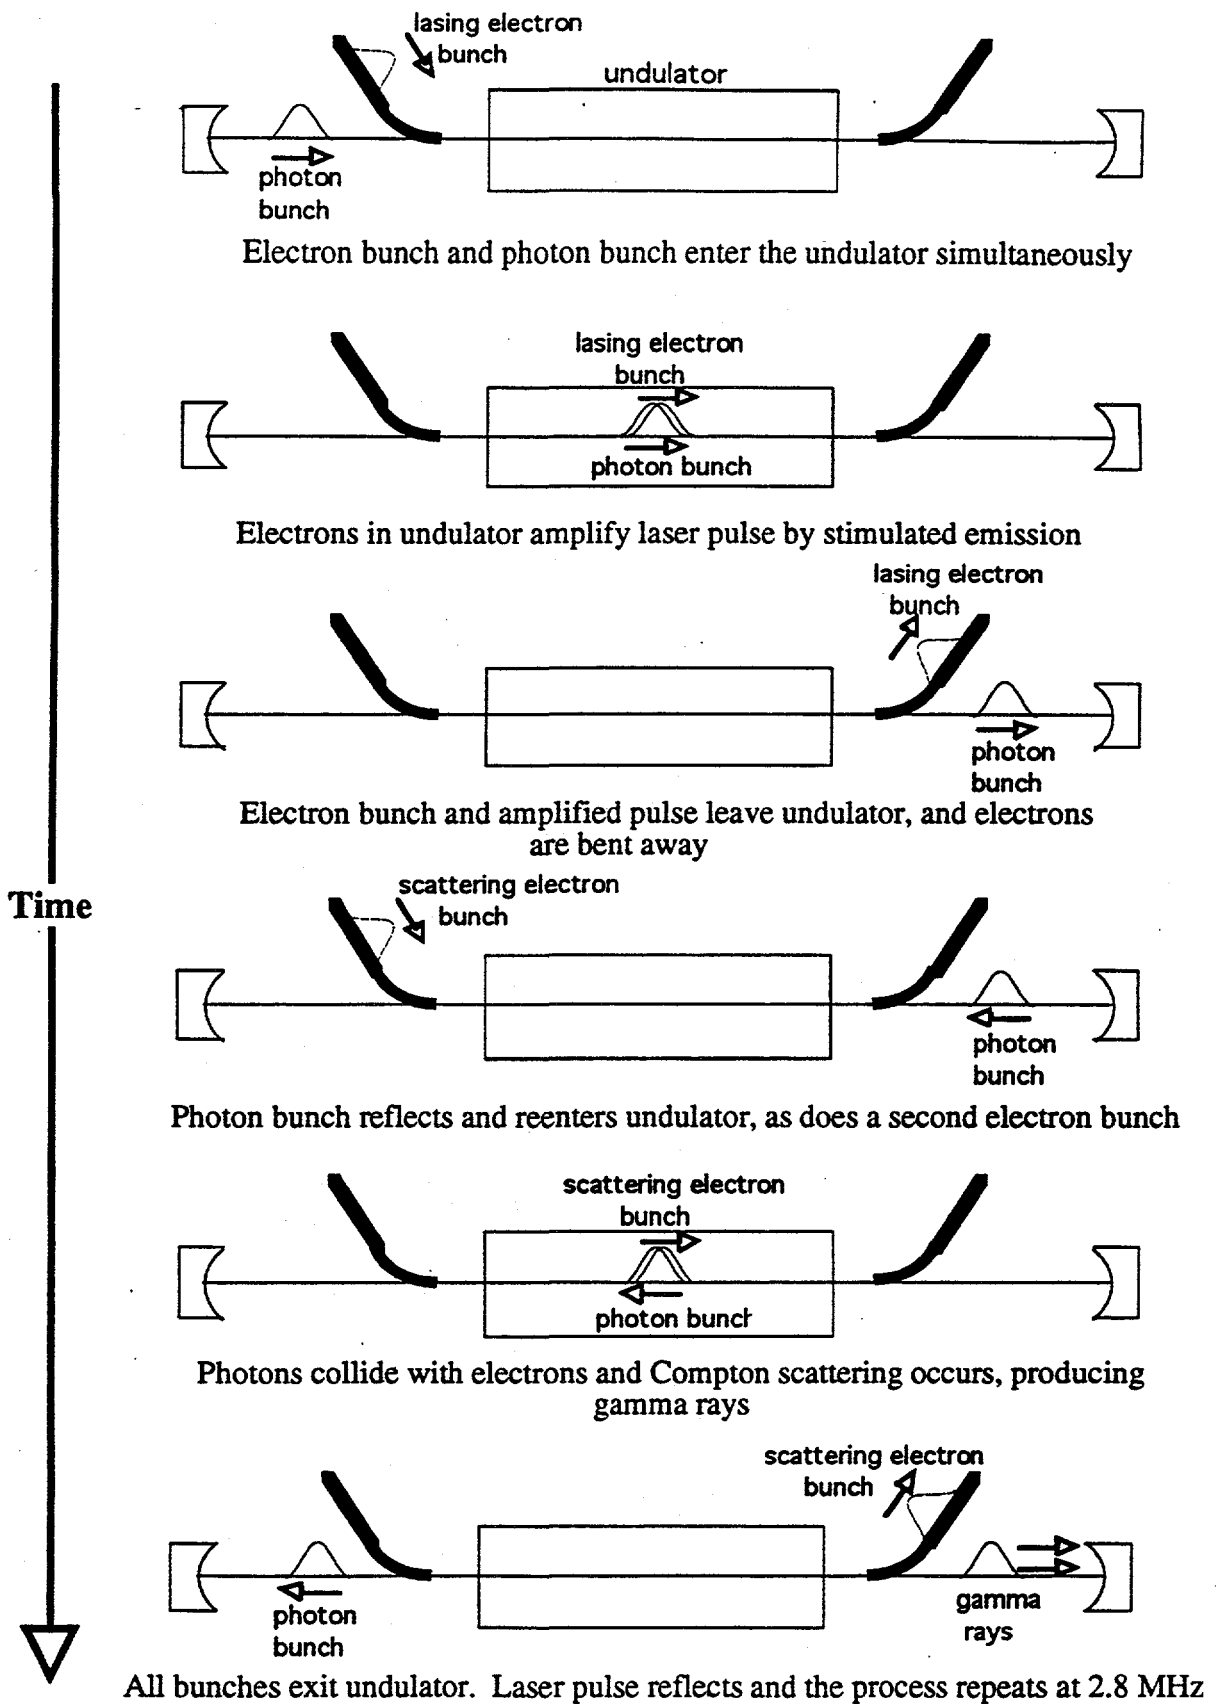 lasing electron
bunch
undulator
photon
bunch
Electron bunch and photon bunch enter the undulator simultaneously
lasing electron
bunch
photon bunch
Electrons in undulator amplify laser pulse by stimulated emission
lasing electron
bunch
photon
bunch
Electron bunch and amplified pulse leave undulator, and electrons
are bent away
Time
scattering electron
bunch
photon
bunch
Photon bunch reflects and reenters undulator, as does a second electron bunch
scattering electron
bunch
photon bunch
Photons collide with electrons and Compton scattering occurs, producing
gamma rays
scattering electron
bunch
photon
bunch
gamma
rays
All bunches exit undulator. Laser pulse reflects and the process repeats at 2.8 MHz